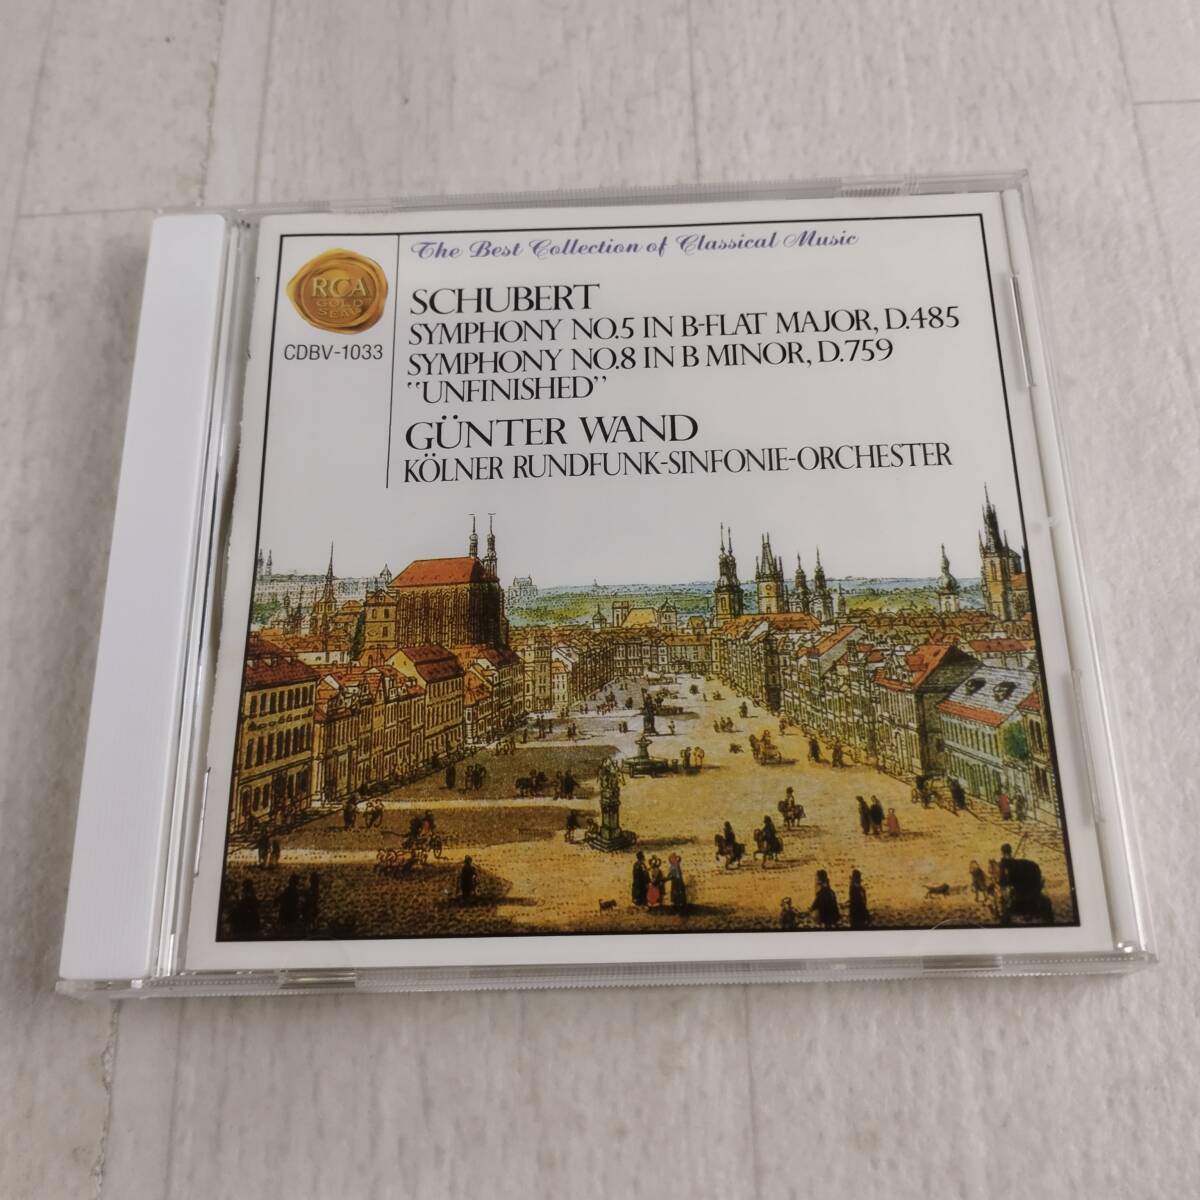 The Best Collection of Classical Music
RCA
GOLD
SEAL
CDBV-1033
SCHUBERT
SYMPHONY NO.5 IN B-FLAT MAJOR, D.485
SYMPHONY NO.8 IN B MINOR, D.759
"UNFINISHED"
GÜNTER WAND
KÖLNER RUNDFUNK-SINFONIE-ORCHESTER